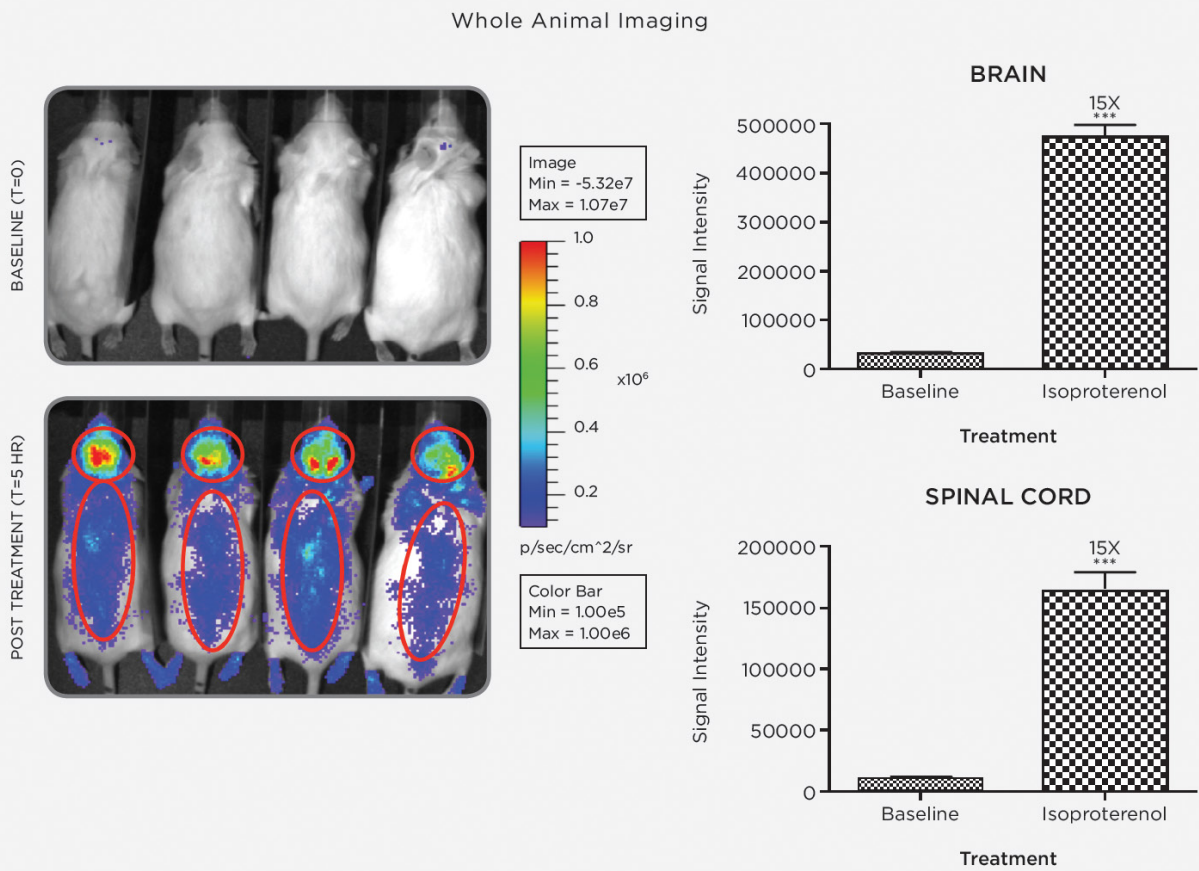 Whole Animal Imaging
BASELINE (T=0)
POST TREATMENT (T=5 HR)
Image
Min = -5.32e7
Max = 1.07e7
1.0
0.8
0.6
x10⁶
0.4
0.2
p/sec/cm^2/sr
Color Bar
Min = 1.00e5
Max = 1.00e6
BRAIN
15X
***
500000
400000
300000
200000
100000
0
Signal Intensity
Baseline Isoproterenol
Treatment
SPINAL CORD
15X
***
200000
150000
100000
50000
0
Signal Intensity
Baseline Isoproterenol
Treatment